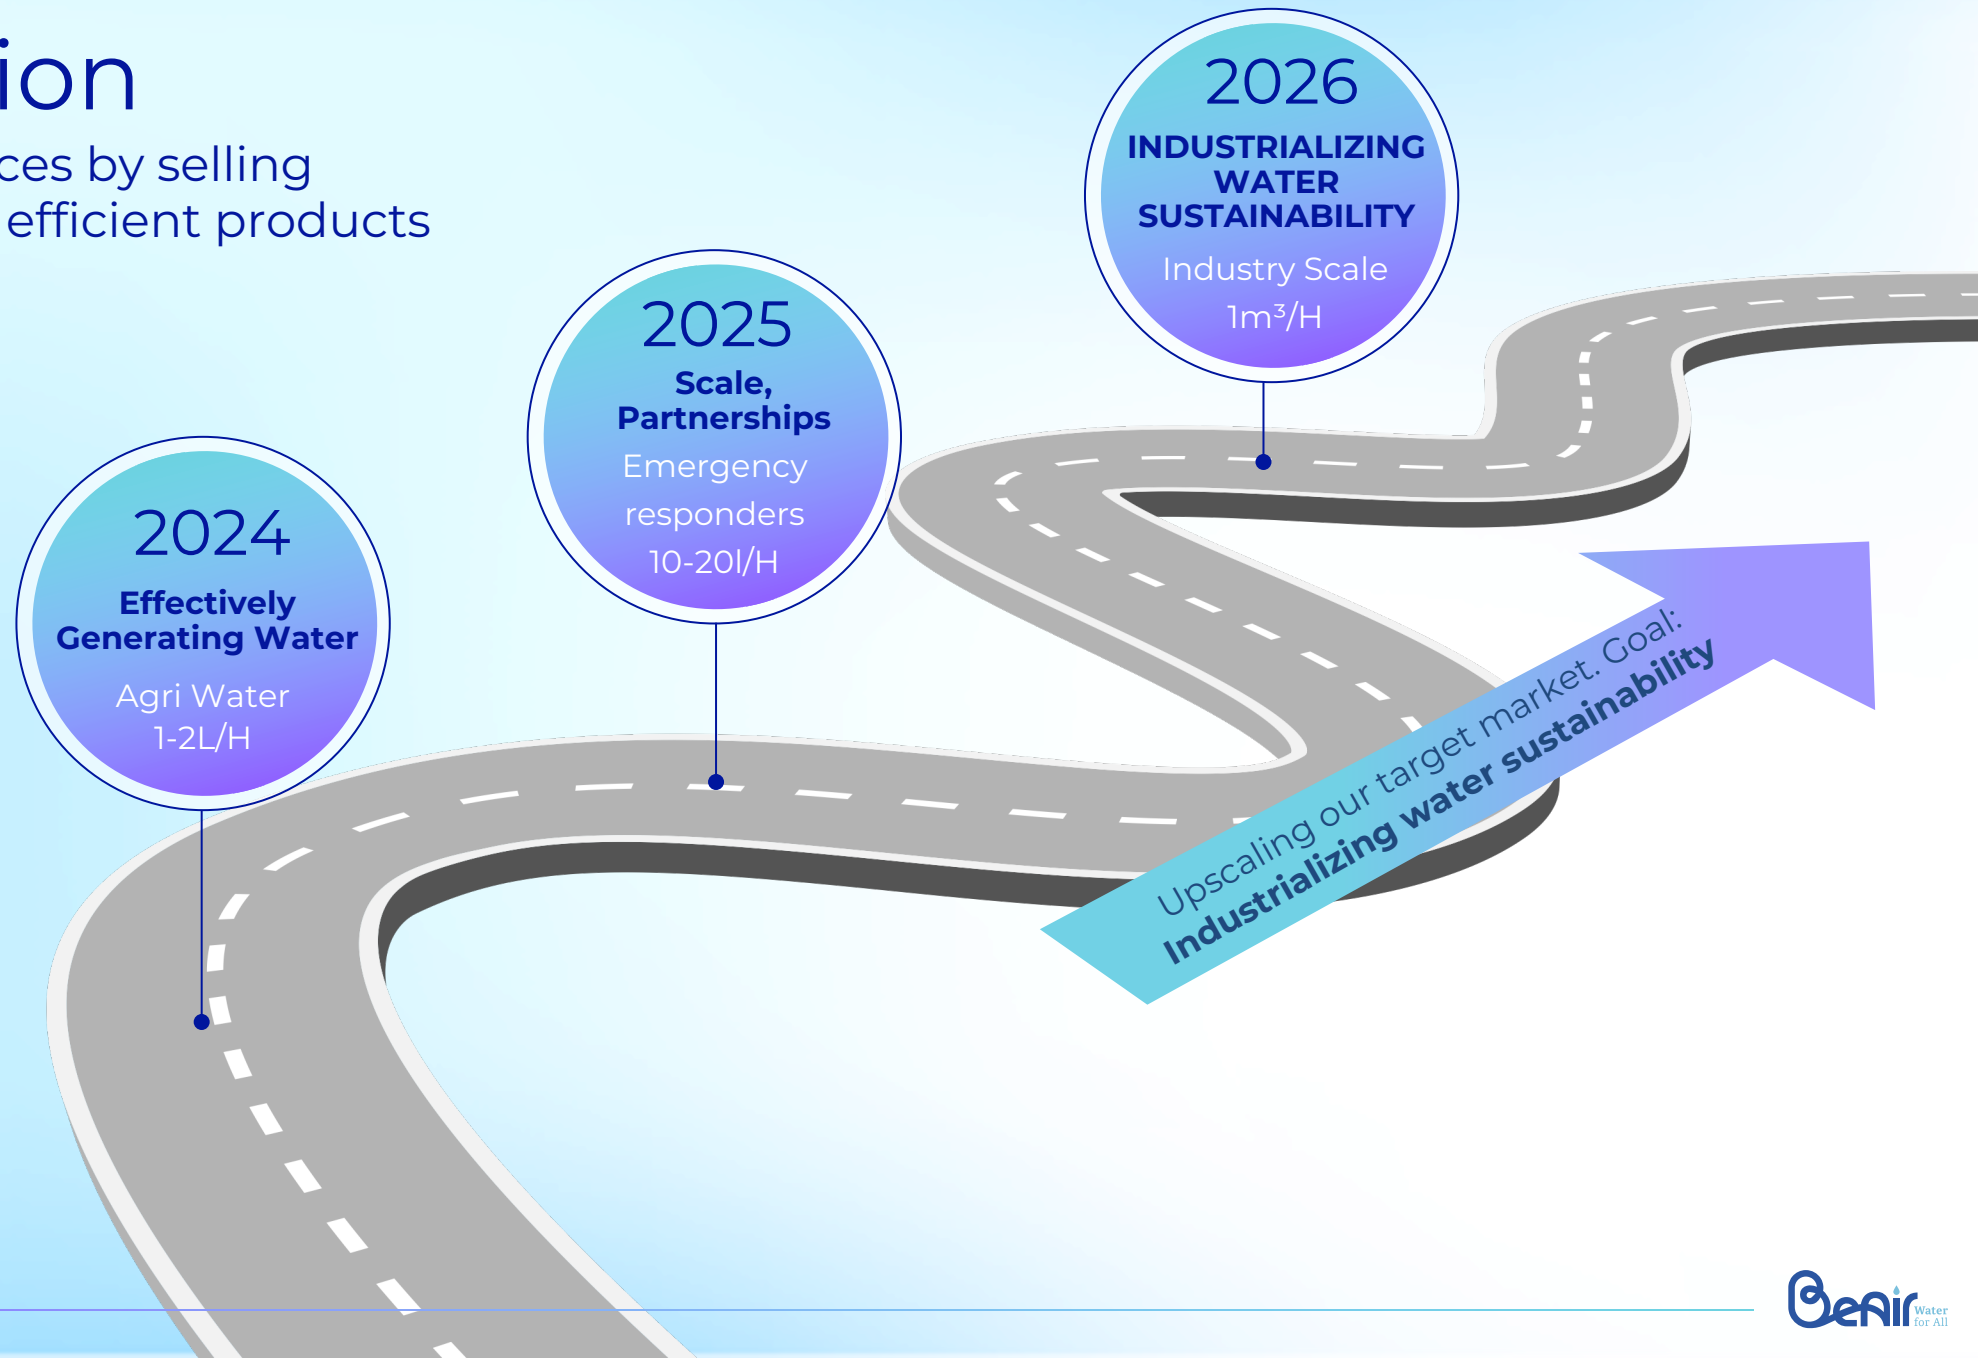 ion
ces by selling
efficient products
2024
Effectively
Generating Water
Agri Water
1-2L/H
2025
Scale,
Partnerships
Emergency
responders
10-20l/H
2026
INDUSTRIALIZING
WATER
SUSTAINABILITY
Industry Scale
1m³/H
Upscaling our target market. Goal:
Industrializing water sustainability
BeAir
Water
for All